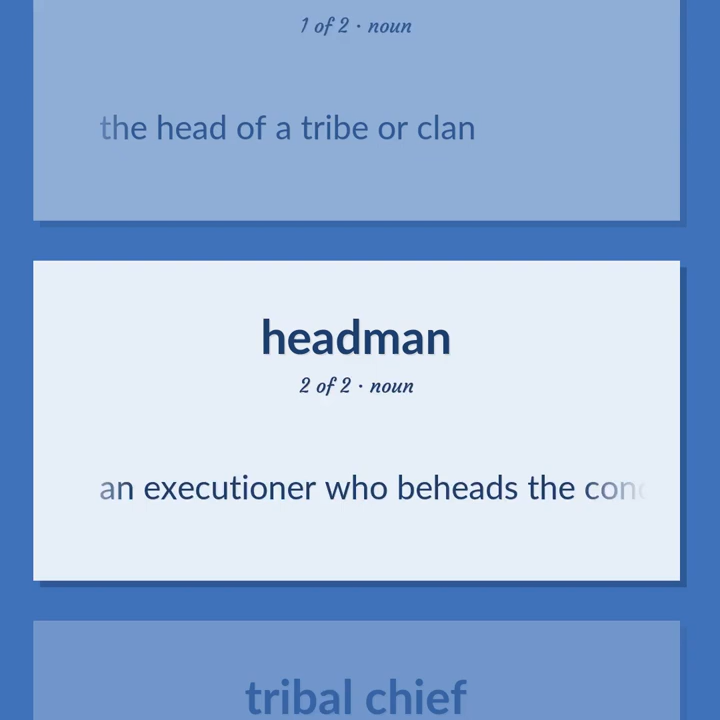 1 of 2 · noun
the head of a tribe or clan
headman
2 of 2 · noun
an executioner who beheads the
tribal chief